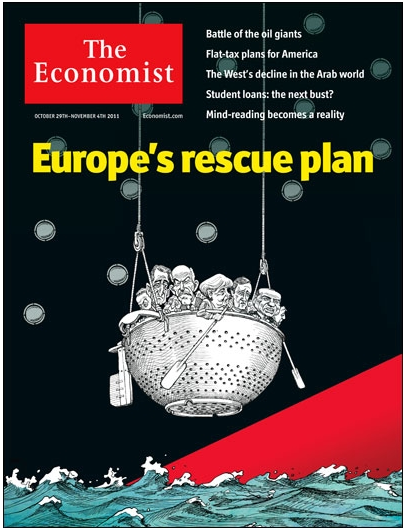 The
Economist
OCTOBER 29TH–NOVEMBER 4TH 2011
Economist.com
Battle of the oil giants
Flat-tax plans for America
The West's decline in the Arab world
Student loans: the next bust?
Mind-reading becomes a reality
Europe's rescue plan